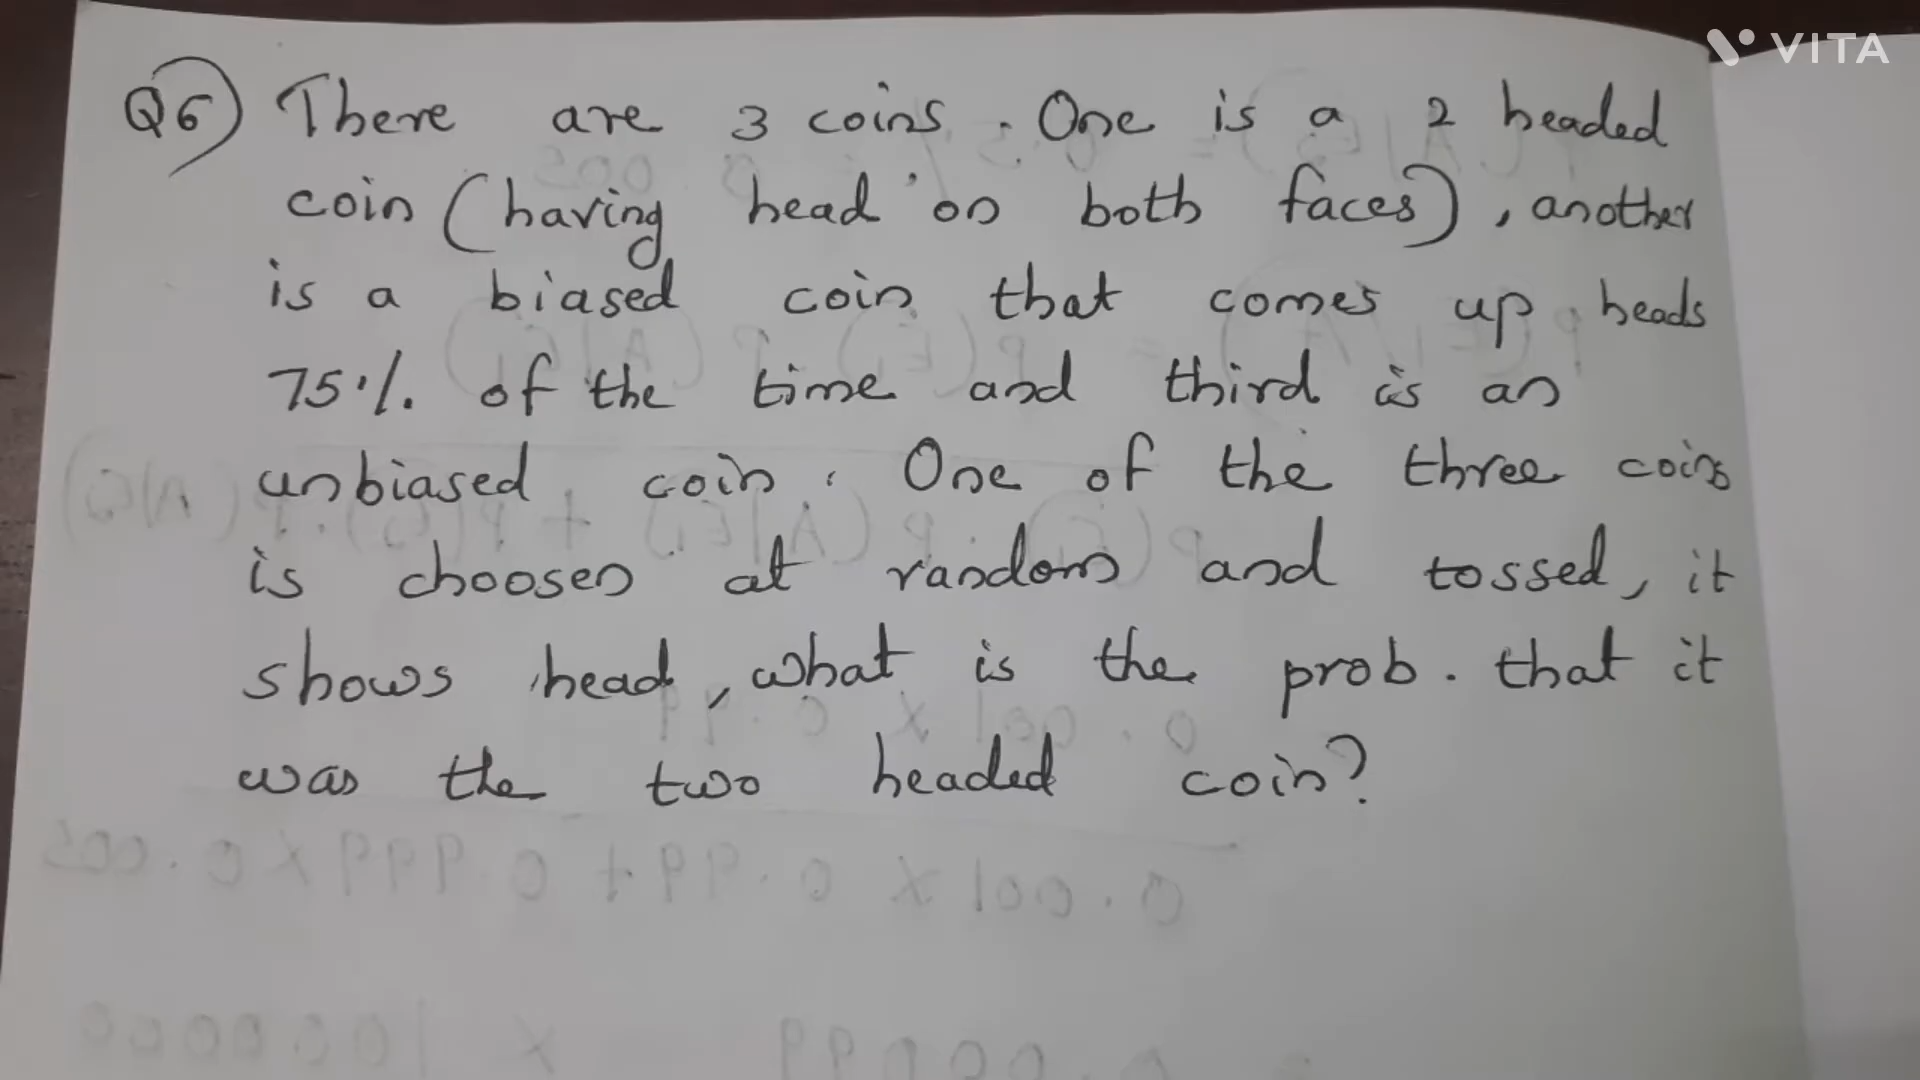 VITA
Q6) There are 3 coins. One is a 2 headed
coin (having head on both faces), another
is a biased coin that comes up heads
75%. of the time and third is an
unbiased coin. One of the three coins
is choosen at random and tossed, it
shows head, what is the prob. that it
was the two headed coin?